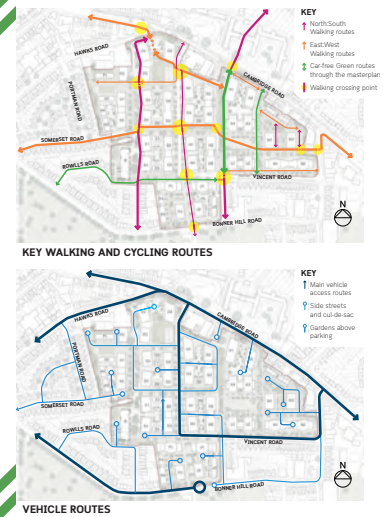 KEY
North:South
Walking routes
East:West
Walking routes
Car-free Green routes
through the masterplan
Walking crossing point
HAWKS ROAD
PORTMAN ROAD
CAMBRIDGE ROAD
SOMERSET ROAD
ROWLLS ROAD
VINCENT ROAD
BONNER HILL ROAD
N
KEY WALKING AND CYCLING ROUTES
KEY
Main vehicle
access routes
Side streets
and cul-de-sac
Gardens above
parking
HAWKS ROAD
CAMBRIDGE ROAD
PORTMAN ROAD
SOMERSET ROAD
ROWLLS ROAD
VINCENT ROAD
BONNER HILL ROAD
N
VEHICLE ROUTES